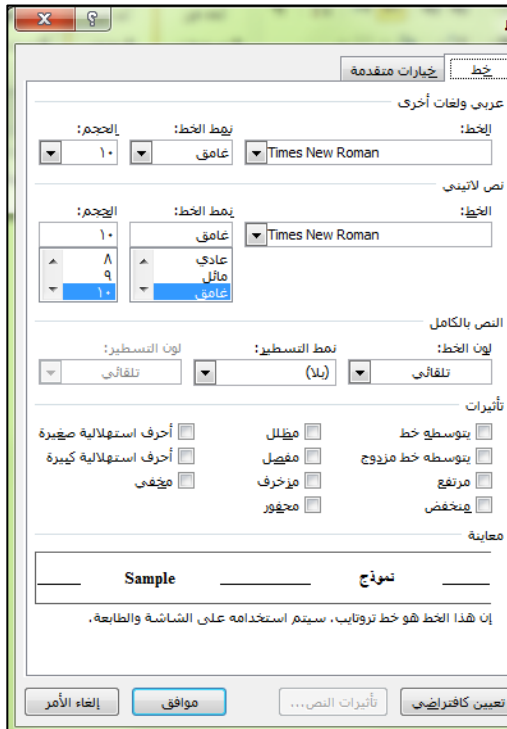 خط خيارات متقدمة
عربي ولغات أخرى
الخط: نمط الخط: الحجم:
Times New Roman غامق ١٠
نص لاتيني
الخط: نمط الخط: الحجم:
Times New Roman غامق ١٠
عادي ٨
مائل ٩
غامق ١٠
النص بالكامل
لون الخط: نمط التسطير: لون التسطير:
تلقائي (بلا) تلقائي
تأثيرات
يتوسطه خط مظلل أحرف استهلالية صغيرة
يتوسطه خط مزدوج مفصل أحرف استهلالية كبيرة
مرتفع مزخرف مخفي
منخفض محفور
معاينة
نموذج Sample
إن هذا الخط هو خط تروتايب، سيتم استخدامه على الشاشة والطابعة.
تعيين كافتراضي تأثيرات النص... موافق إلغاء الأمر